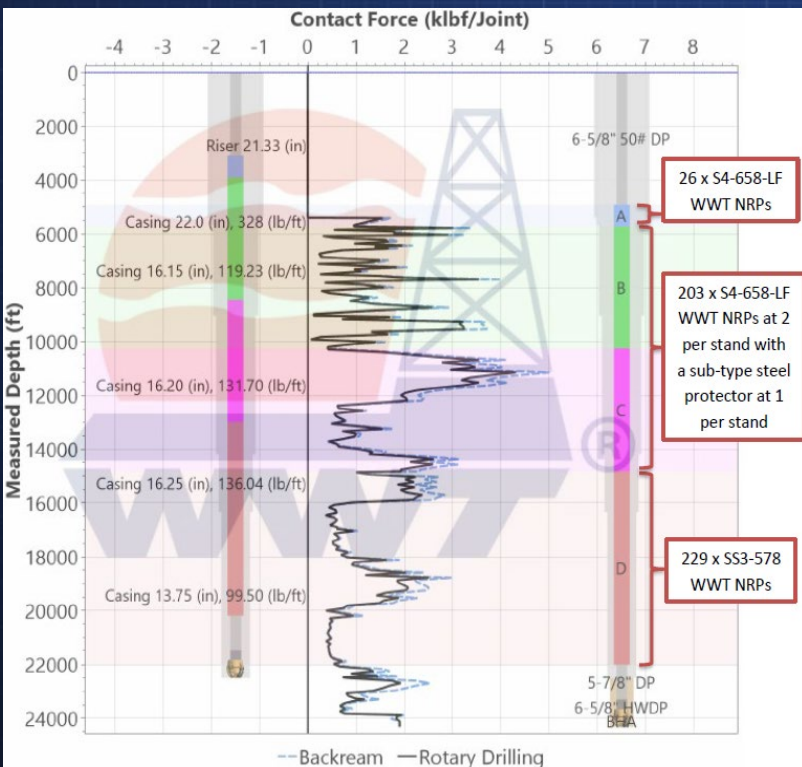 Contact Force (klbf/Joint)
-4 -3 -2 -1 0 1 2 3 4 5 6 7 8
Measured Depth (ft)
0
2000
4000
6000
8000
10000
12000
14000
16000
18000
20000
22000
24000
Riser 21.33 (in)
Casing 22.0 (in), 328 (lb/ft)
Casing 16.15 (in), 119.23 (lb/ft)
Casing 16.20 (in), 131.70 (lb/ft)
Casing 16.25 (in), 136.04 (lb/ft)
Casing 13.75 (in), 99.50 (lb/ft)
WWT
®
6-5/8" 50# DP
A
B
C
D
5-7/8" DP
6-5/8" HWDP
BHA
26 x S4-658-LF
WWT NRPs
203 x S4-658-LF
WWT NRPs at 2
per stand with
a sub-type steel
protector at 1
per stand
229 x SS3-578
WWT NRPs
Backream Rotary Drilling